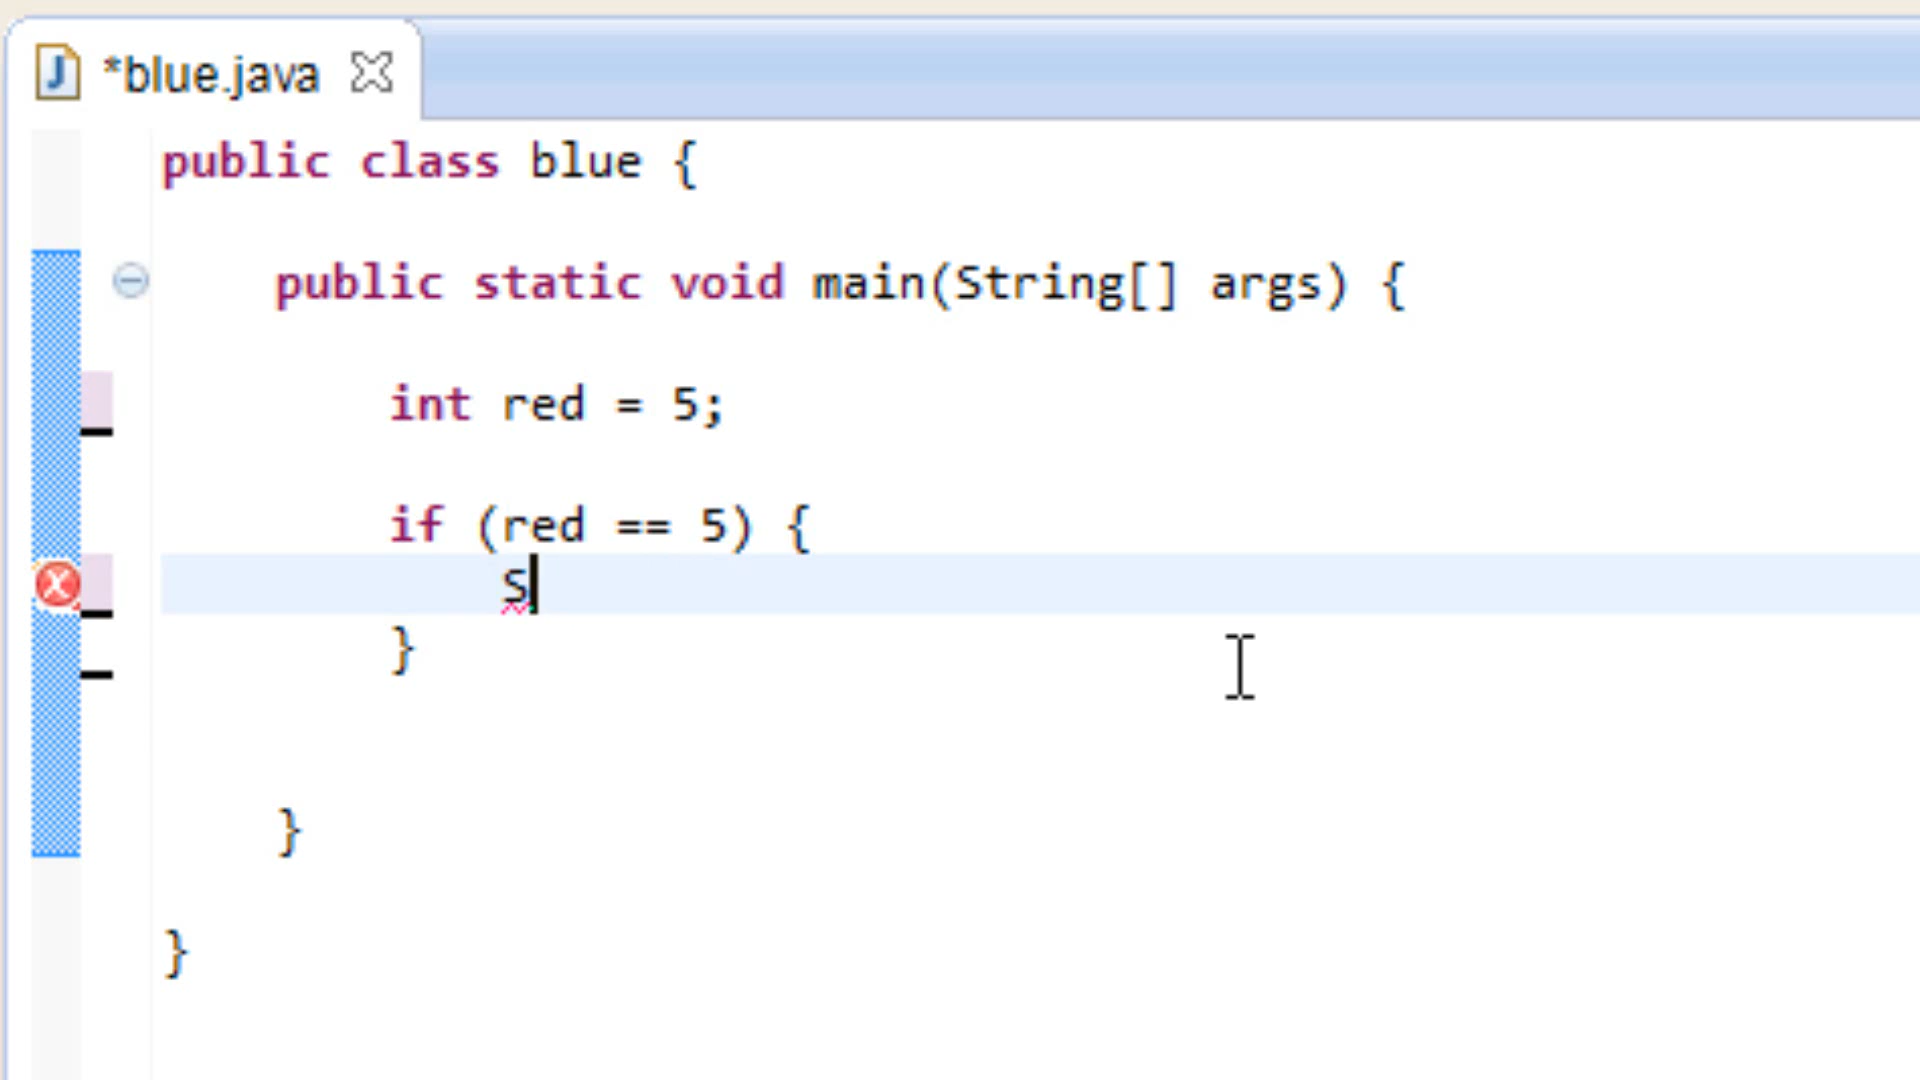 *blue.java
public class blue {
public static void main(String[] args) {
int red = 5;
if (red == 5) {
S
}
}
}